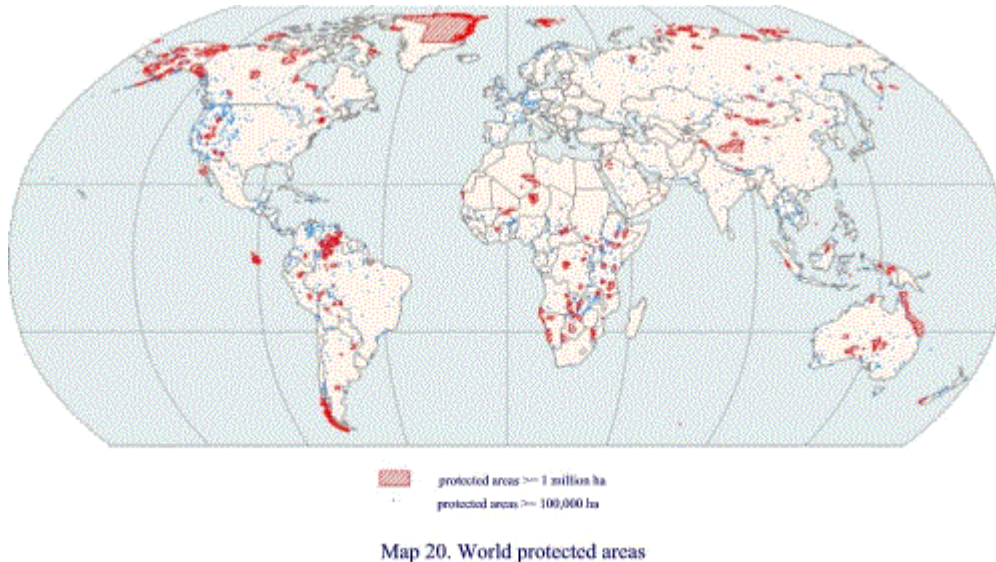 protected areas >= 1 million ha
protected areas >= 100,000 ha
Map 20. World protected areas